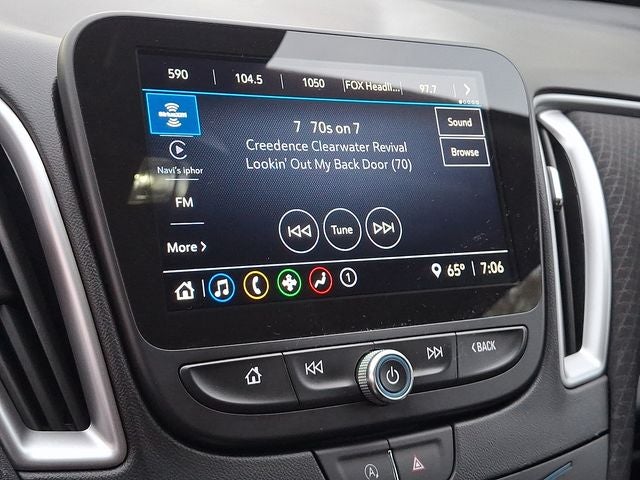 590 104.5 1050 FOX Headli... 97.7
SiriusXM
7 70s on 7
Creedence Clearwater Revival
Lookin' Out My Back Door (70)
Sound
Browse
Navi's iphor
FM
More >
Tune
1
65° 7:06
<BACK
A